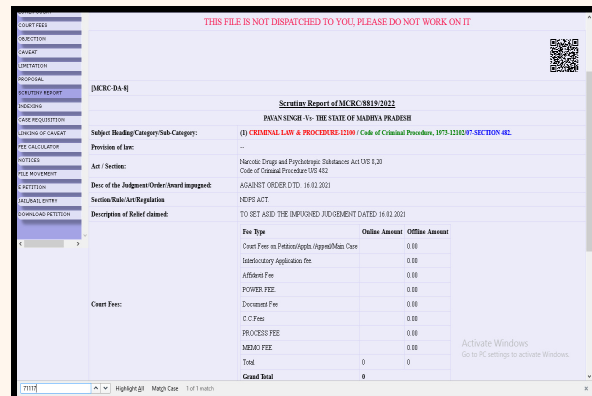 THIS FILE IS NOT DISPATCHED TO YOU, PLEASE DO NOT WORK ON IT
COURT FEES
OBJECTION
CAVEAT
LIMITATION
PROPOSAL
SCRUTINY REPORT
INDEXING
CASE REQUISITION
LINKING OF CAVEAT
FEE CALCULATOR
NOTICES
FILE MOVEMENT
E PETITION
JAIL/BAIL ENTRY
DOWNLOAD PETITION
[MCRC-DA-8]
Scrutiny Report of MCRC/8819/2022
PAVAN SINGH -Vs- THE STATE OF MADHYA PRADESH
Subject Heading/Category/Sub-Category: (1) CRIMINAL LAW & PROCEDURE-12100 / Code of Criminal Procedure, 1973-12102/07-SECTION 482.
Provision of law: --
Act / Section: Narcotic Drugs and Psychotropic Substances Act U/S 8,20
Code of Criminal Procedure U/S 482
Desc of the Judgment/Order/Award impugned: AGAINST ORDER DTD. 16.02.2021
Section/Rule/Act/Regulation NDPS ACT.
Description of Relief claimed: TO SET ASID THE IMPUGNED JUDGEMENT DATED 16.02.2021
Court Fees:
Fee Type Online Amount Offline Amount
Court Fees on Petition/Appln./Appeal/Main Case 0.00
Interlocutory Application fee. 0.00
Affidavit Fee 0.00
POWER FEE. 0.00
Document Fee 0.00
C.C.Fees 0.00
PROCESS FEE 0.00
MEMO FEE 0.00
Total 0 0
Grand Total 0
Activate Windows
Go to PC settings to activate Windows.
71117 Highlight All Match Case 1 of 1 match